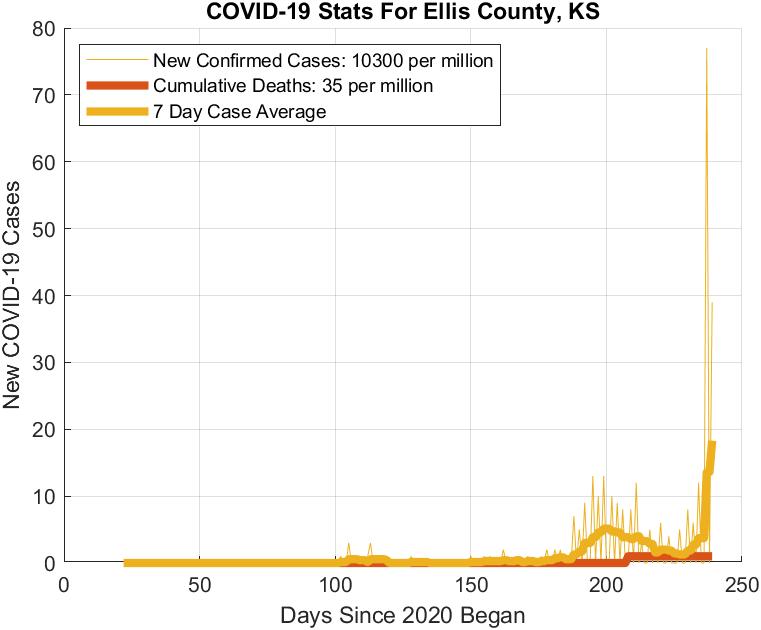 COVID-19 Stats For Ellis County, KS
New Confirmed Cases: 10300 per million
Cumulative Deaths: 35 per million
7 Day Case Average
New COVID-19 Cases
80
70
60
50
40
30
20
10
0
0 50 100 150 200 250
Days Since 2020 Began